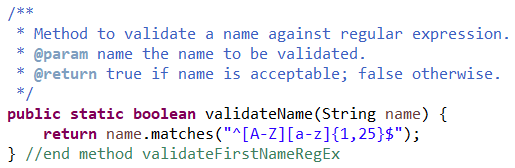 /**
 * Method to validate a name against regular expression.
 * @param name the name to be validated.
 * @return true if name is acceptable; false otherwise.
 */
public static boolean validateName(String name) {
    return name.matches("^[A-Z][a-z]{1,25}$");
} //end method validateFirstNameRegEx